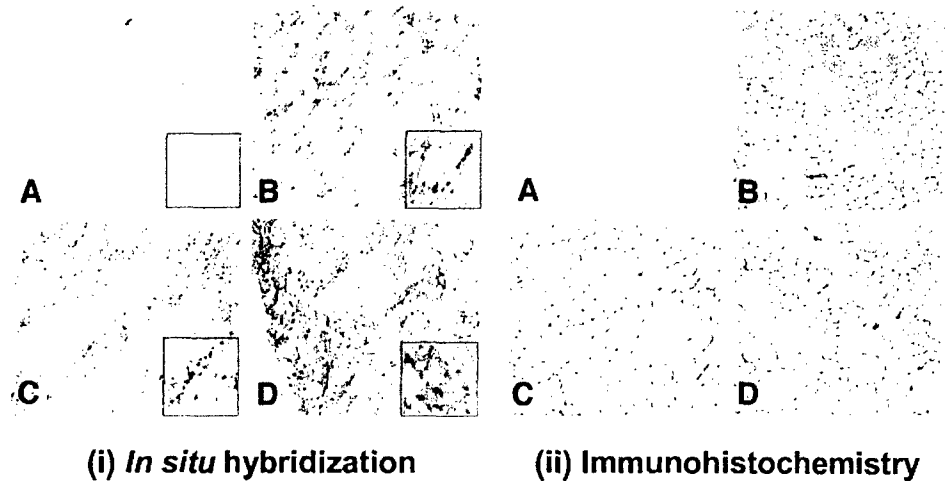 A B A B
C D C D
(i) In situ hybridization (ii) Immunohistochemistry